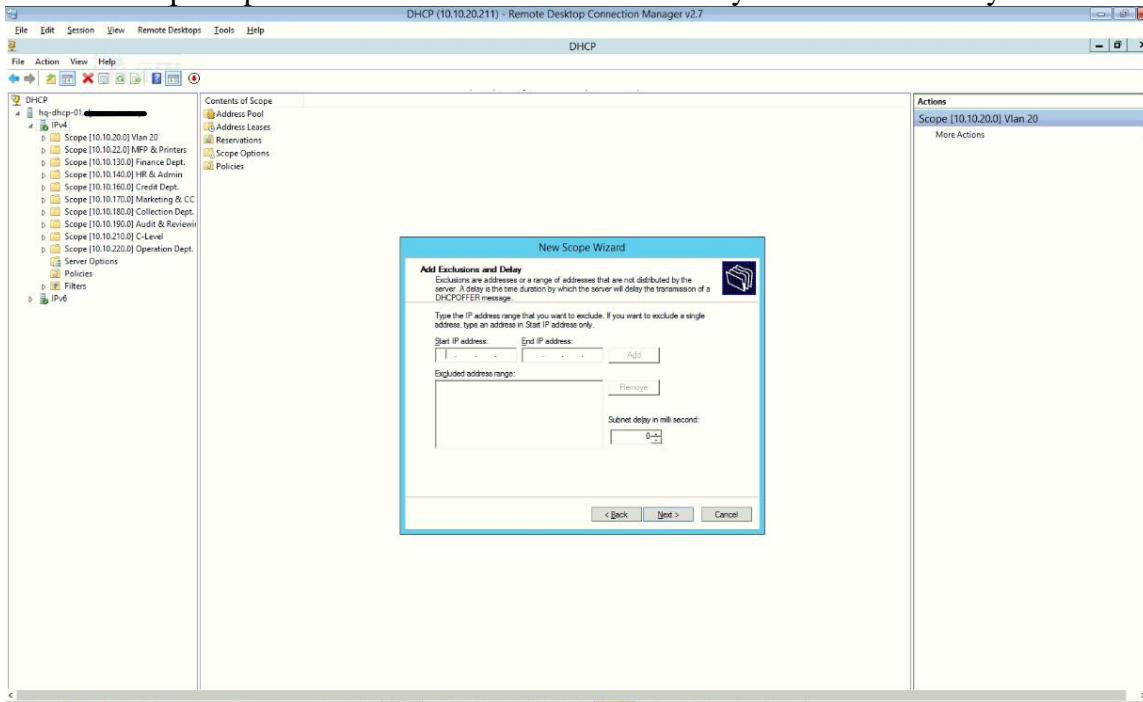 DHCP (10.10.20.211) - Remote Desktop Connection Manager v2.7
File Edit Session View Remote Desktops Tools Help
DHCP
File Action View Help
DHCP
hq-dhcp-01.
IPv4
Scope [10.10.20.0] Vlan 20
Scope [10.10.22.0] MFP & Printers
Scope [10.10.130.0] Finance Dept.
Scope [10.10.140.0] HR & Admin
Scope [10.10.160.0] Credit Dept.
Scope [10.10.170.0] Marketing & CC
Scope [10.10.180.0] Collection Dept.
Scope [10.10.190.0] Audit & Reviewi
Scope [10.10.210.0] C-Level
Scope [10.10.220.0] Operation Dept.
Server Options
Policies
Filters
IPv6
Contents of Scope
Address Pool
Address Leases
Reservations
Scope Options
Policies
Actions
Scope [10.10.20.0] Vlan 20
More Actions
New Scope Wizard
Add Exclusions and Delay
Exclusions are addresses or a range of addresses that are not distributed by the
server. A delay is the time duration by which the server will delay the transmission of a
DHCPOFFER message.
Type the IP address range that you want to exclude. If you want to exclude a single
address, type an address in Start IP address only.
Start IP address: End IP address:
Add
Excluded address range:
Remove
Subnet delay in milli second:
0
< Back Next > Cancel